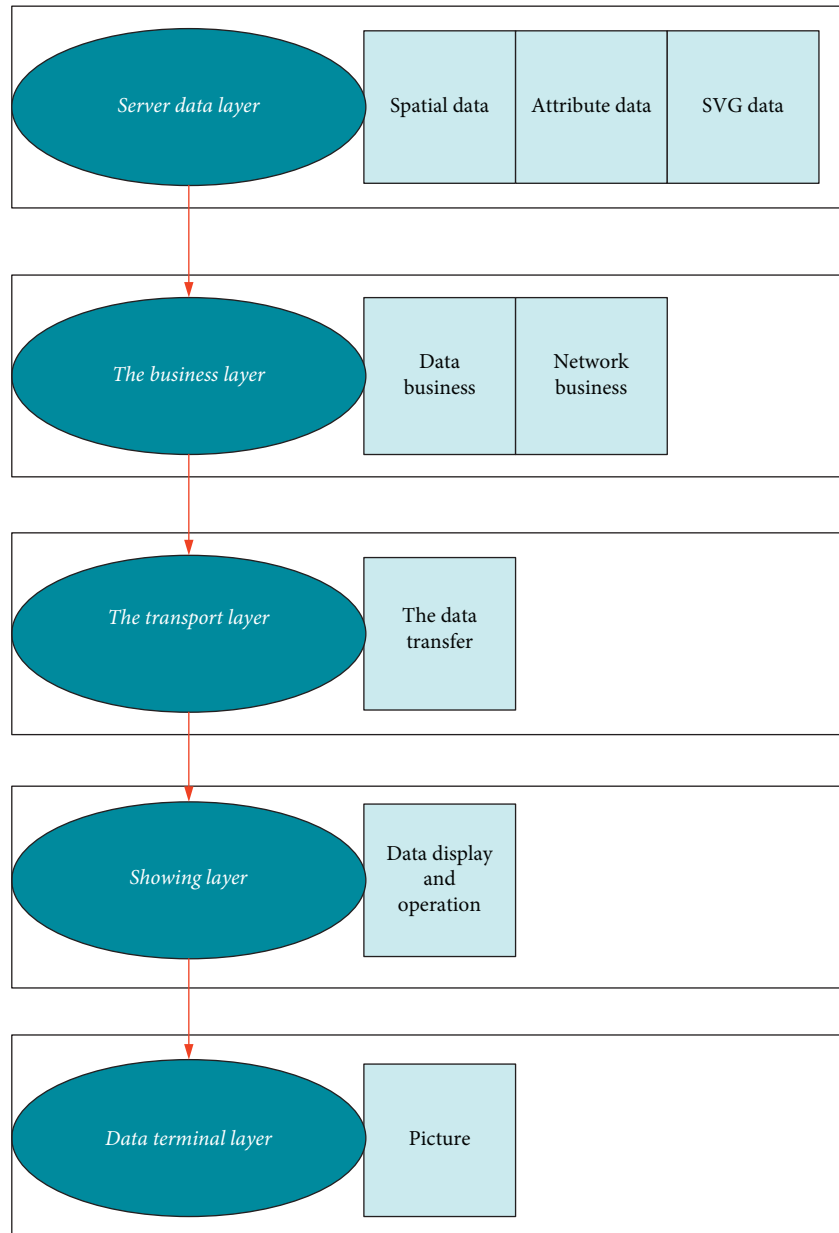 Server data layer
Spatial data
Attribute data
SVG data
The business layer
Data
business
Network
business
The transport layer
The data
transfer
Showing layer
Data display
and
operation
Data terminal layer
Picture